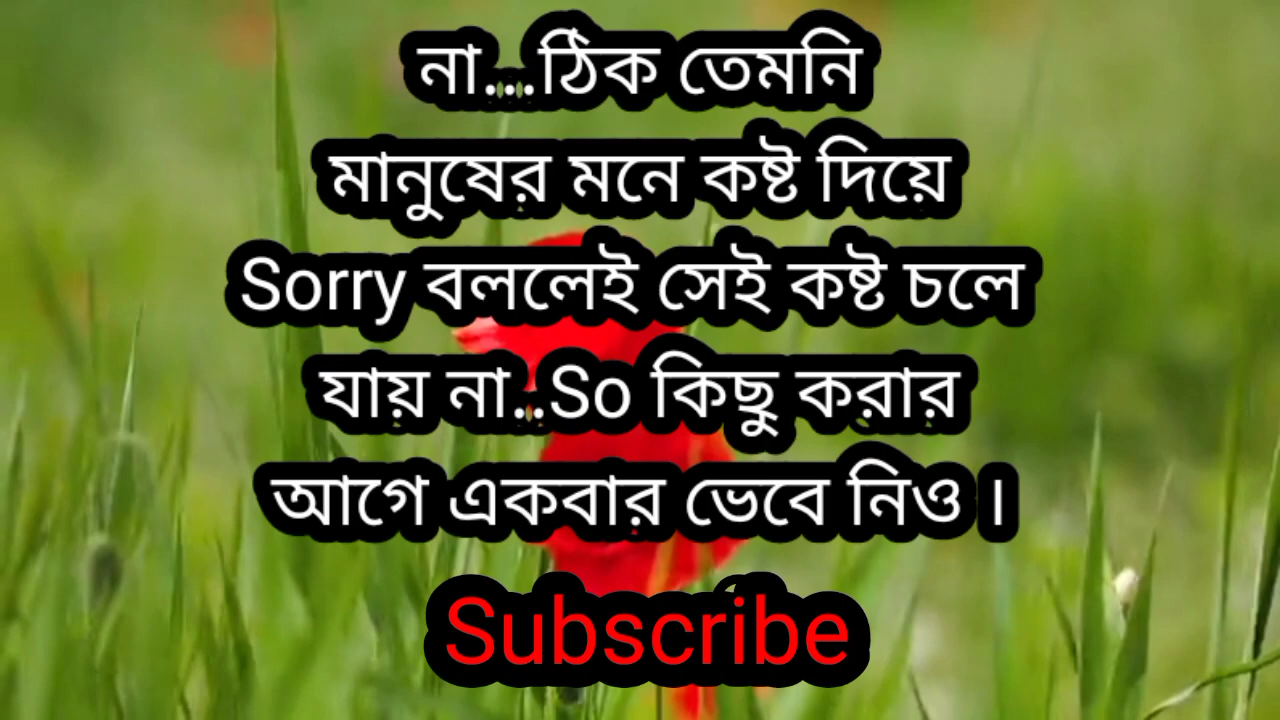 না...ঠিক তেমনি
মানুষের মনে কষ্ট দিয়ে
Sorry বললেই সেই কষ্ট চলে
যায় না..So কিছু করার
আগে একবার ভেবে নিও ।
Subscribe